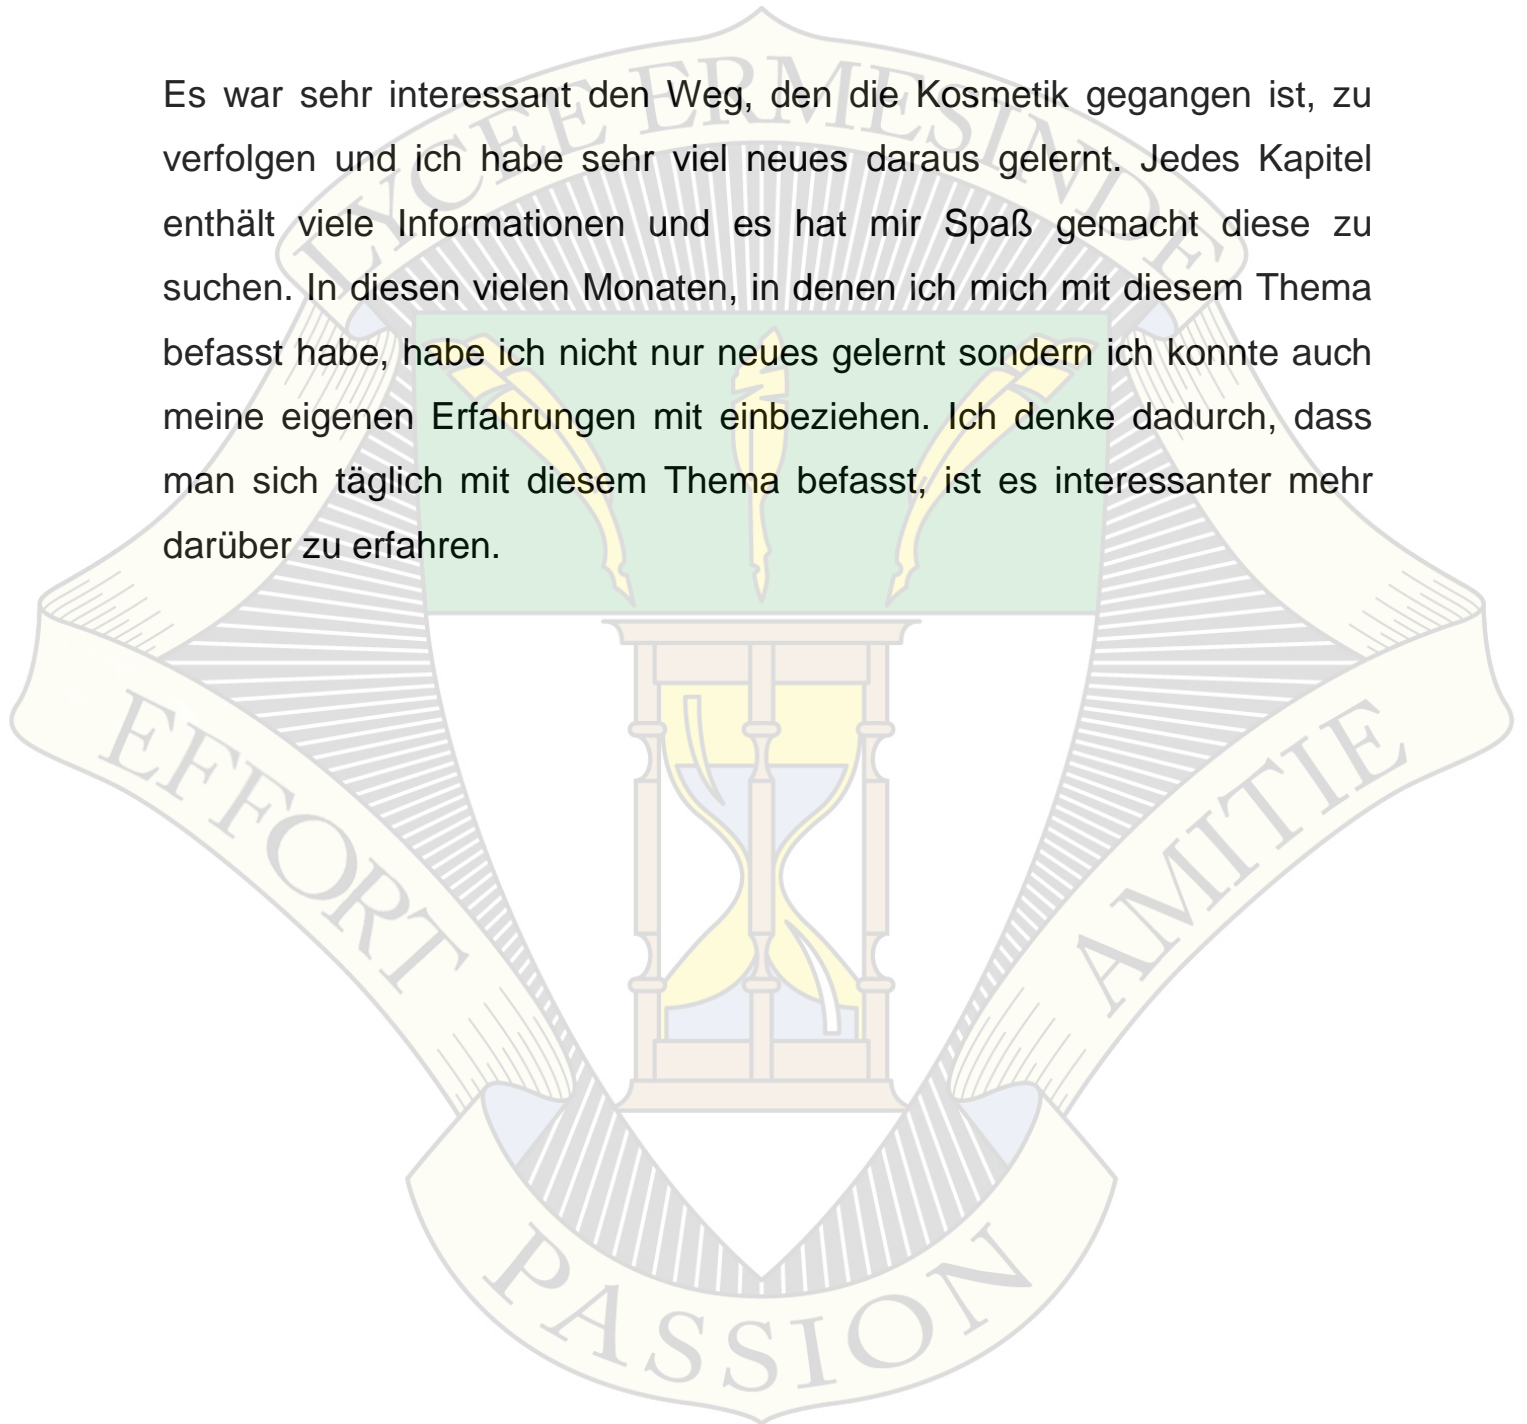 LYCEE ERMESINDE
Es war sehr interessant den Weg, den die Kosmetik gegangen ist, zu
verfolgen und ich habe sehr viel neues daraus gelernt. Jedes Kapitel
enthält viele Informationen und es hat mir Spaß gemacht diese zu
suchen. In diesen vielen Monaten, in denen ich mich mit diesem Thema
befasst habe, habe ich nicht nur neues gelernt sondern ich konnte auch
meine eigenen Erfahrungen mit einbeziehen. Ich denke dadurch, dass
man sich täglich mit diesem Thema befasst, ist es interessanter mehr
darüber zu erfahren.
EFFORT
AMITIE
PASSION